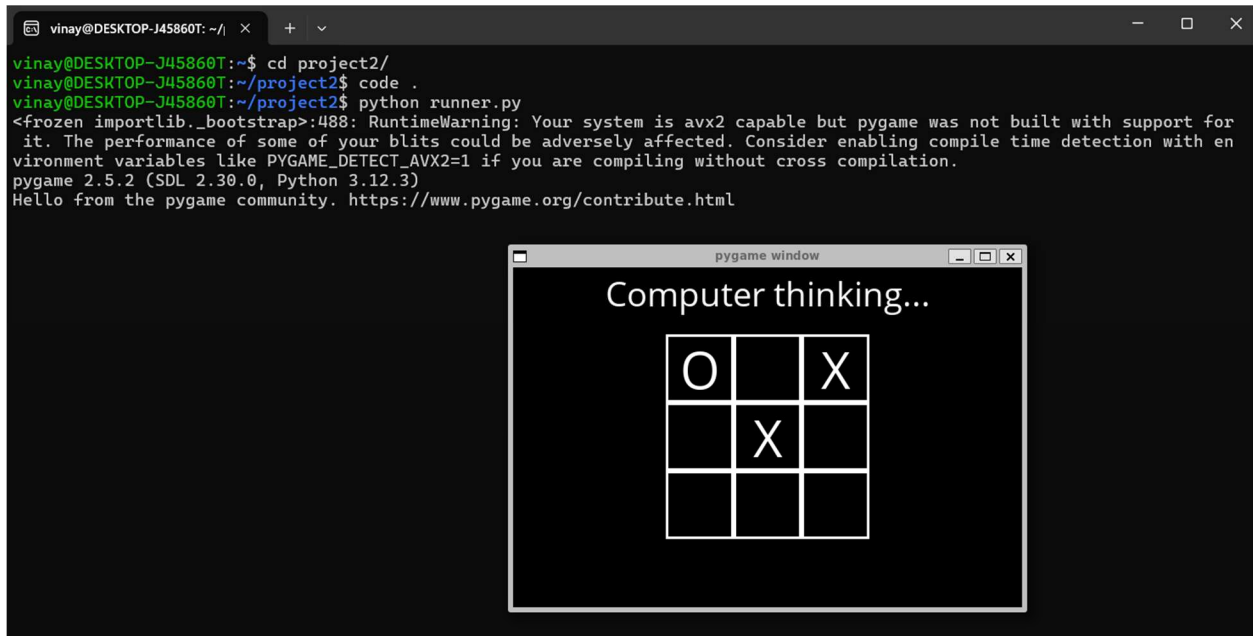 vinay@DESKTOP-J45860T: ~/
vinay@DESKTOP-J45860T:~$ cd project2/
vinay@DESKTOP-J45860T:~/project2$ code .
vinay@DESKTOP-J45860T:~/project2$ python runner.py
<frozen importlib._bootstrap>:488: RuntimeWarning: Your system is avx2 capable but pygame was not built with support for
it. The performance of some of your blits could be adversely affected. Consider enabling compile time detection with en
vironment variables like PYGAME_DETECT_AVX2=1 if you are compiling without cross compilation.
pygame 2.5.2 (SDL 2.30.0, Python 3.12.3)
Hello from the pygame community. https://www.pygame.org/contribute.html
pygame window
Computer thinking...
O X
X